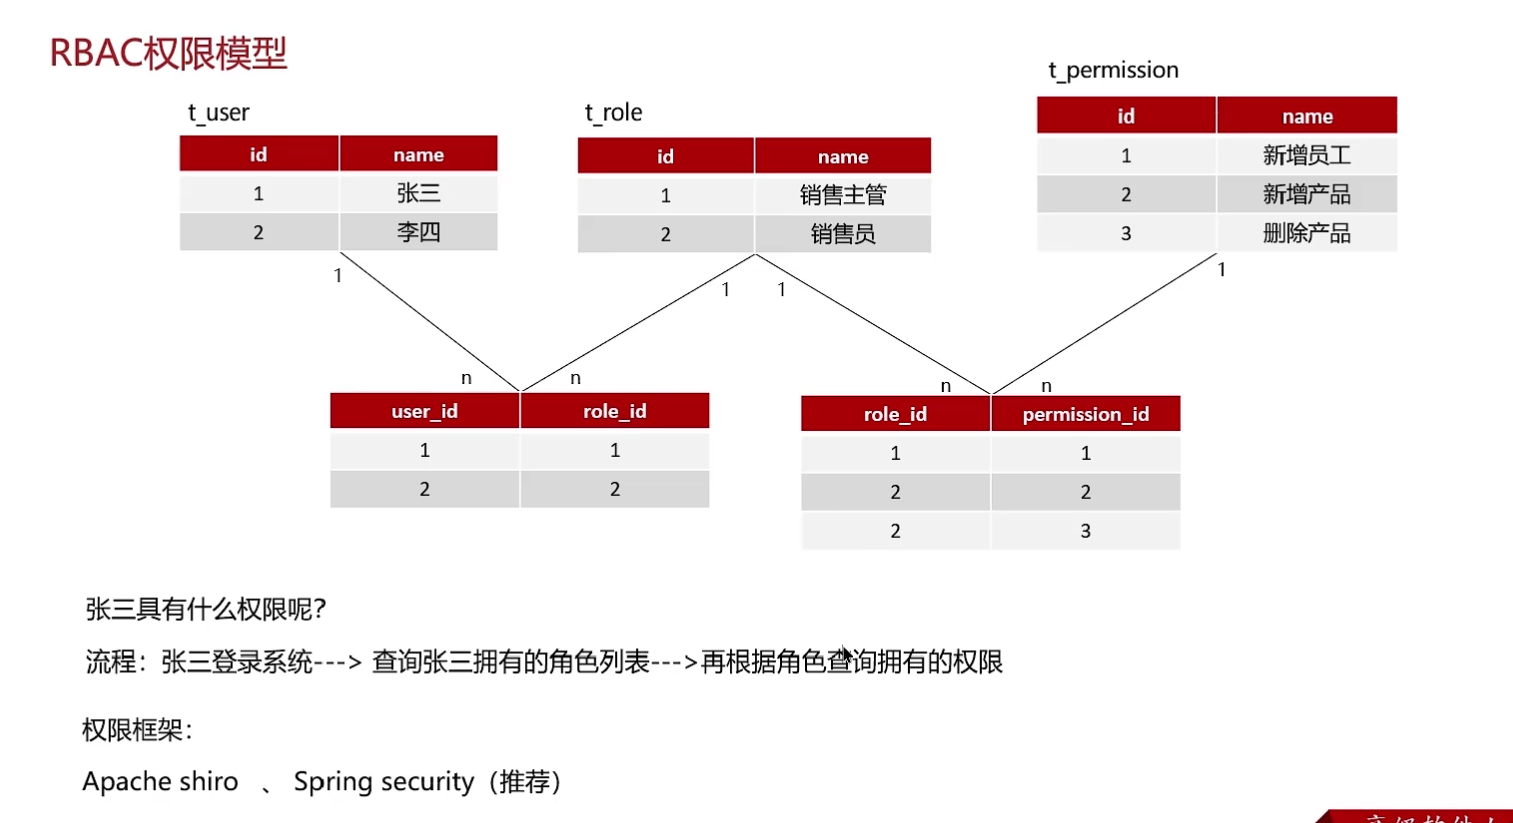 RBAC权限模型
t_user
id name
1 张三
2 李四
t_role
id name
1 销售主管
2 销售员
t_permission
id name
1 新增员工
2 新增产品
3 删除产品
1
1
1
1
n
n
n
n
user_id role_id
1 1
2 2
role_id permission_id
1 1
2 2
2 3
张三具有什么权限呢？
流程：张三登录系统---> 查询张三拥有的角色列表--->再根据角色查询拥有的权限
权限框架：
Apache shiro 、 Spring security（推荐）